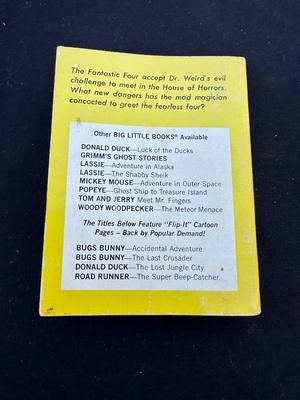 The Fantastic Four accept Dr. Weird's evil
challenge to meet in the House of Horrors.
What new dangers has the mad magician
concocted to greet the fearless four?
Other BIG LITTLE BOOKS® Available
DONALD DUCK—Luck of the Ducks
GRIMM'S GHOST STORIES
LASSIE—Adventure in Alaska
LASSIE—The Shabby Sheik
MICKEY MOUSE—Adventure in Outer Space
POPEYE—Ghost Ship to Treasure Island
TOM AND JERRY Meet Mr. Fingers
WOODY WOODPECKER—The Meteor Menace
The Titles Below Feature "Flip-It" Cartoon
Pages – Back by Popular Demand!
BUGS BUNNY—Accidental Adventure
BUGS BUNNY—The Last Crusader
DONALD DUCK—The Lost Jungle City
ROAD RUNNER—The Super Beep-Catcher